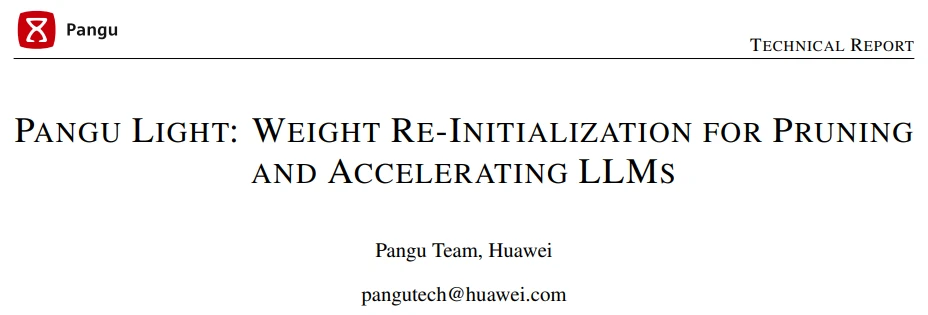 Pangu
TECHNICAL REPORT
PANGU LIGHT: WEIGHT RE-INITIALIZATION FOR PRUNING
AND ACCELERATING LLMS
Pangu Team, Huawei
pangutech@huawei.com